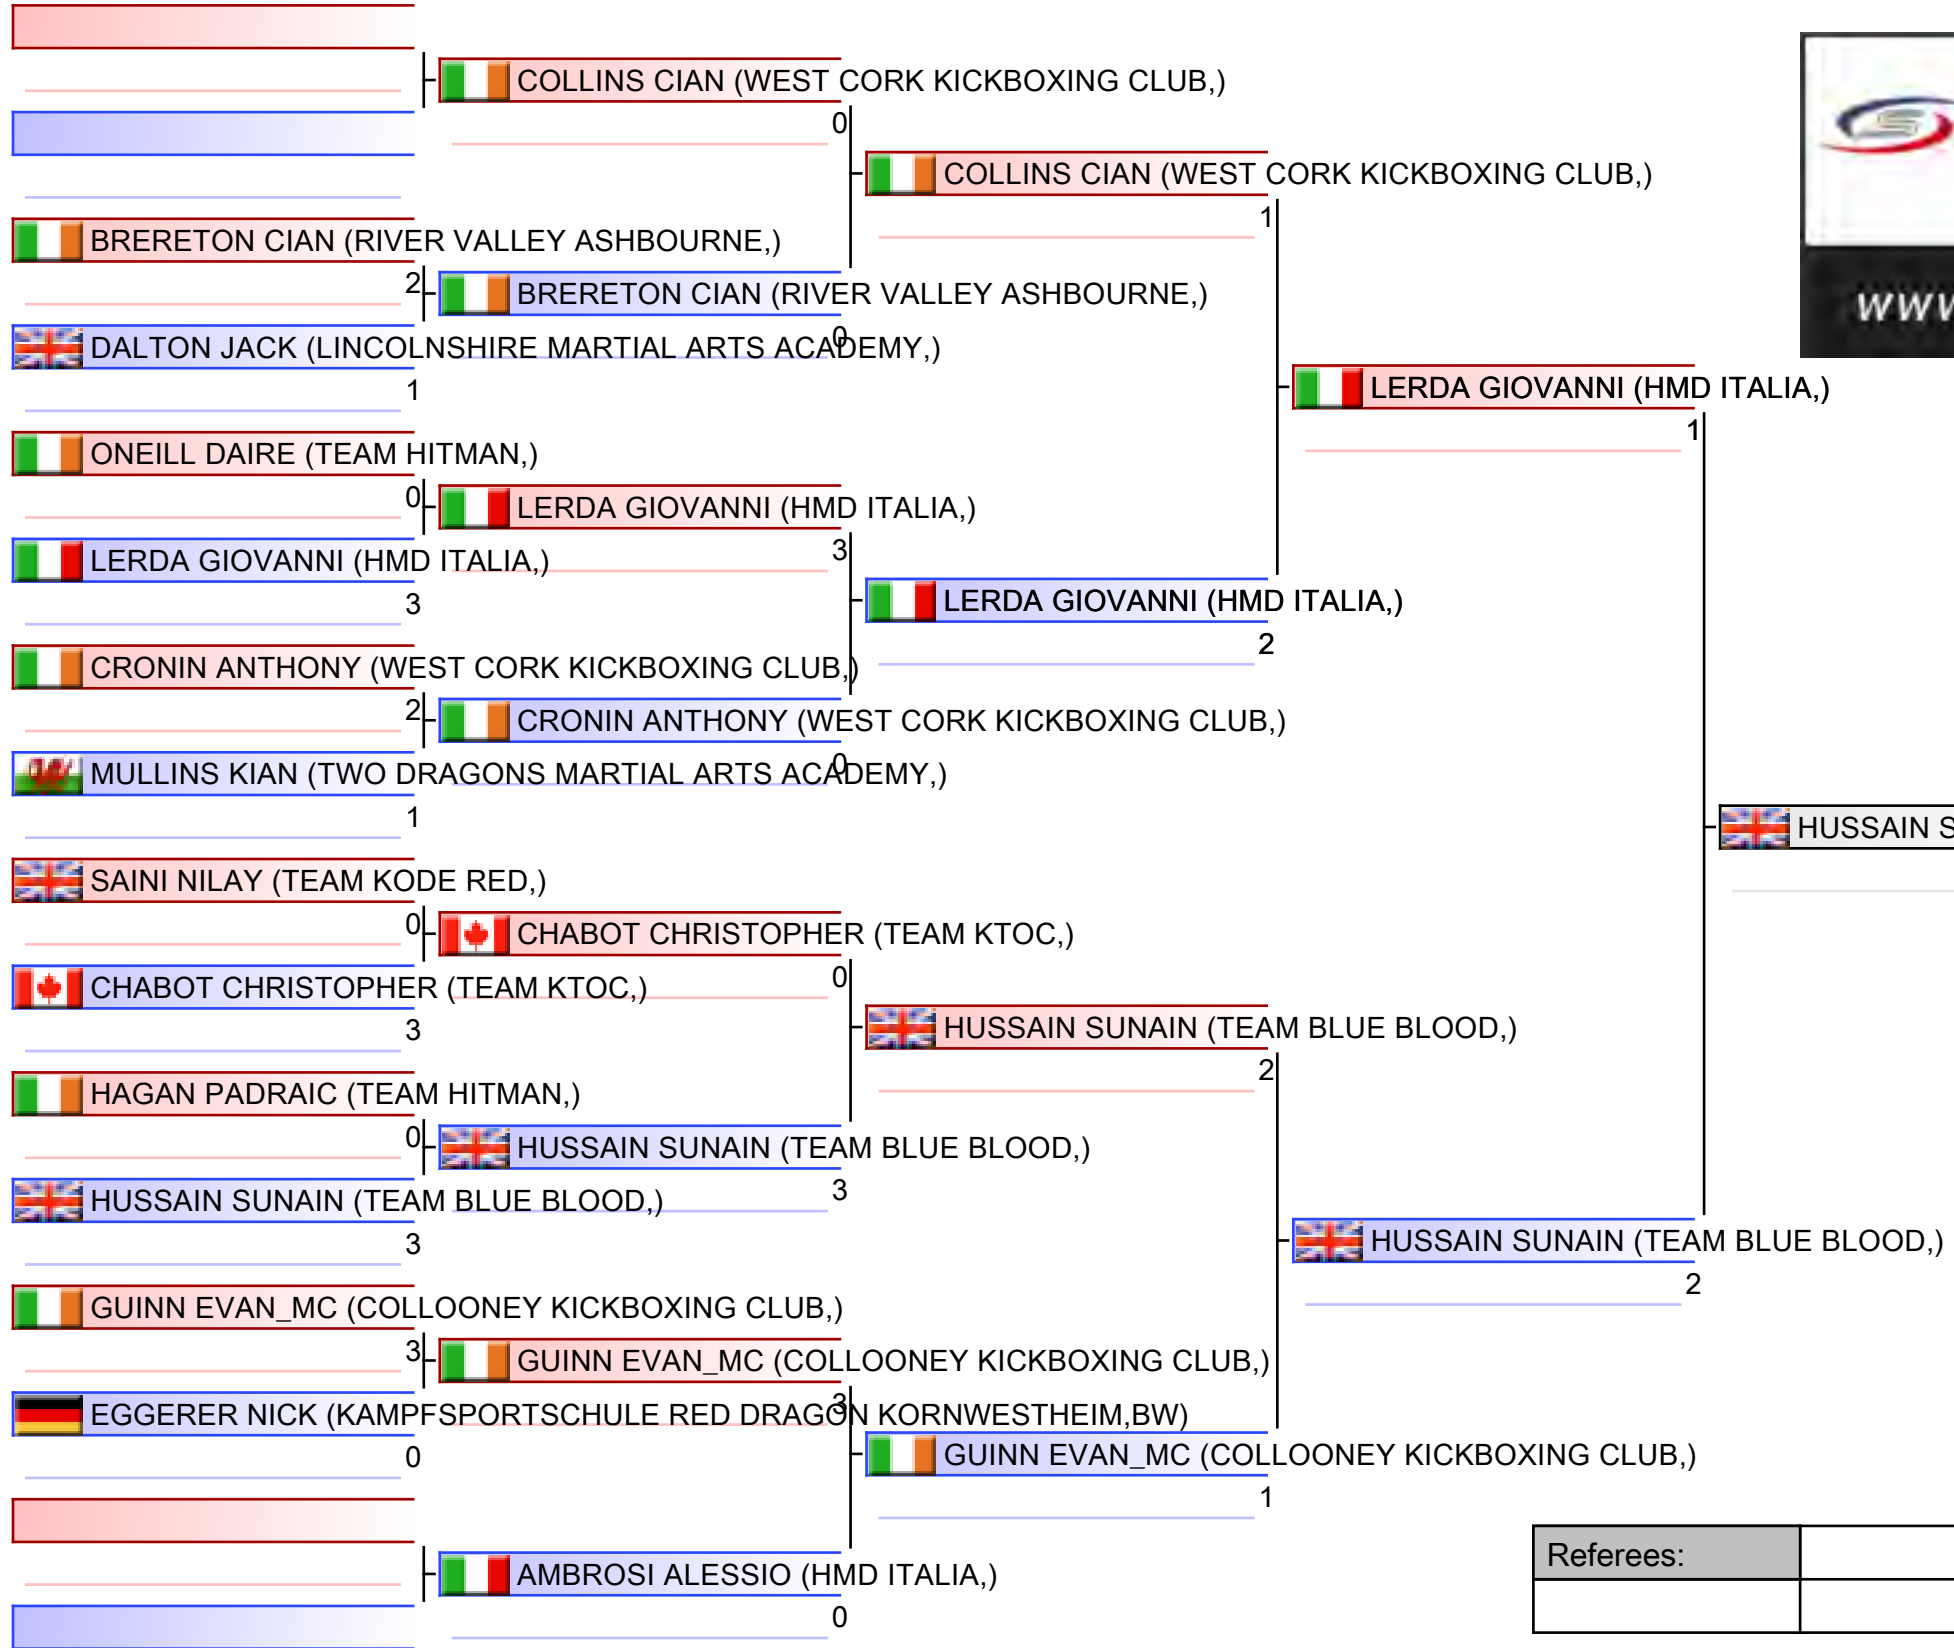 COLLINS CIAN (WEST CORK KICKBOXING CLUB,)
0
COLLINS CIAN (WEST CORK KICKBOXING CLUB,)
1
BRERETON CIAN (RIVER VALLEY ASHBOURNE,)
2
BRERETON CIAN (RIVER VALLEY ASHBOURNE,)
0
WWW
DALTON JACK (LINCOLNSHIRE MARTIAL ARTS ACADEMY,)
1
LERDA GIOVANNI (HMD ITALIA,)
1
ONEILL DAIRE (TEAM HITMAN,)
0
LERDA GIOVANNI (HMD ITALIA,)
3
LERDA GIOVANNI (HMD ITALIA,)
3
LERDA GIOVANNI (HMD ITALIA,)
2
CRONIN ANTHONY (WEST CORK KICKBOXING CLUB,)
2
CRONIN ANTHONY (WEST CORK KICKBOXING CLUB,)
0
MULLINS KIAN (TWO DRAGONS MARTIAL ARTS ACADEMY,)
1
HUSSAIN S
SAINI NILAY (TEAM KODE RED,)
0
CHABOT CHRISTOPHER (TEAM KTOC,)
0
CHABOT CHRISTOPHER (TEAM KTOC,)
3
HUSSAIN SUNAIN (TEAM BLUE BLOOD,)
2
HAGAN PADRAIC (TEAM HITMAN,)
0
HUSSAIN SUNAIN (TEAM BLUE BLOOD,)
3
HUSSAIN SUNAIN (TEAM BLUE BLOOD,)
3
HUSSAIN SUNAIN (TEAM BLUE BLOOD,)
2
GUINN EVAN_MC (COLLOONEY KICKBOXING CLUB,)
3
GUINN EVAN_MC (COLLOONEY KICKBOXING CLUB,)
3
EGGERER NICK (KAMPFSPORTSCHULE RED DRAGON KORNWESTHEIM,BW)
0
GUINN EVAN_MC (COLLOONEY KICKBOXING CLUB,)
1
AMBROSI ALESSIO (HMD ITALIA,)
0
Referees: